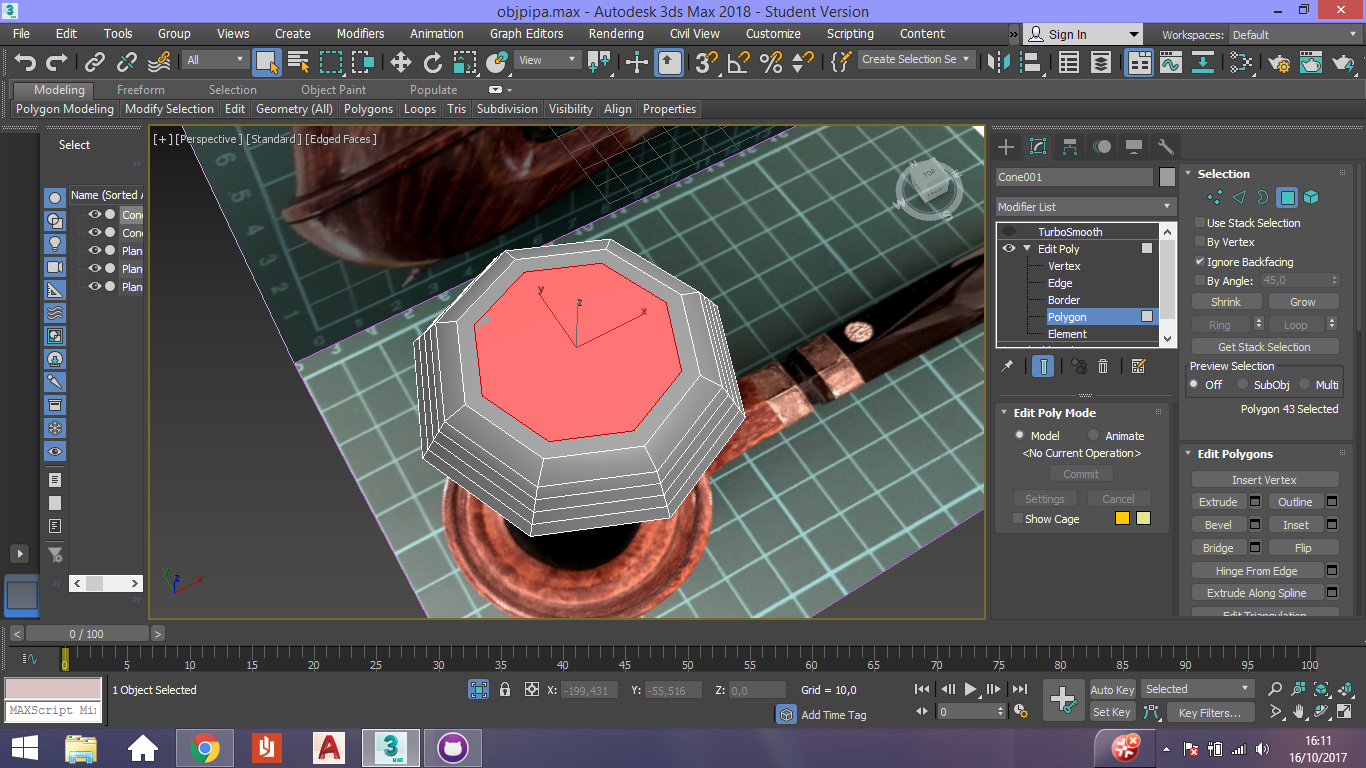 objpipa.max - Autodesk 3ds Max 2018 - Student Version
File Edit Tools Group Views Create Modifiers Animation Graph Editors Rendering Civil View Customize Scripting Content » Sign In Workspaces: Default
All View Create Selection Se
Modeling Freeform Selection Object Paint Populate
Polygon Modeling Modify Selection Edit Geometry (All) Polygons Loops Tris Subdivision Visibility Align Properties
Select
Name (Sorted A
Con
Con
Plan
Plan
Plan
[+] [Perspective] [Standard] [Edged Faces]
TOP
N
W
S
y
z
x
Cone001
Modifier List
TurboSmooth
Edit Poly
Vertex
Edge
Border
Polygon
Element
Edit Poly Mode
Model Animate
<No Current Operation>
Commit
Settings Cancel
Show Cage
Selection
Use Stack Selection
By Vertex
Ignore Backfacing
By Angle: 45,0
Shrink Grow
Ring Loop
Get Stack Selection
Preview Selection
Off SubObj Multi
Polygon 43 Selected
Edit Polygons
Insert Vertex
Extrude Outline
Bevel Inset
Bridge Flip
Hinge From Edge
Extrude Along Spline
Edit Triangulation
< 0 / 100 >
0 5 10 15 20 25 30 35 40 45 50 55 60 65 70 75 80 85 90 95 100
1 Object Selected X: -199,431 Y: -55,516 Z: 0,0 Grid = 10,0 Auto Key Selected
MAXScript Mi
Add Time Tag 0 Set Key Key Filters...
3
MAX
16:11
16/10/2017